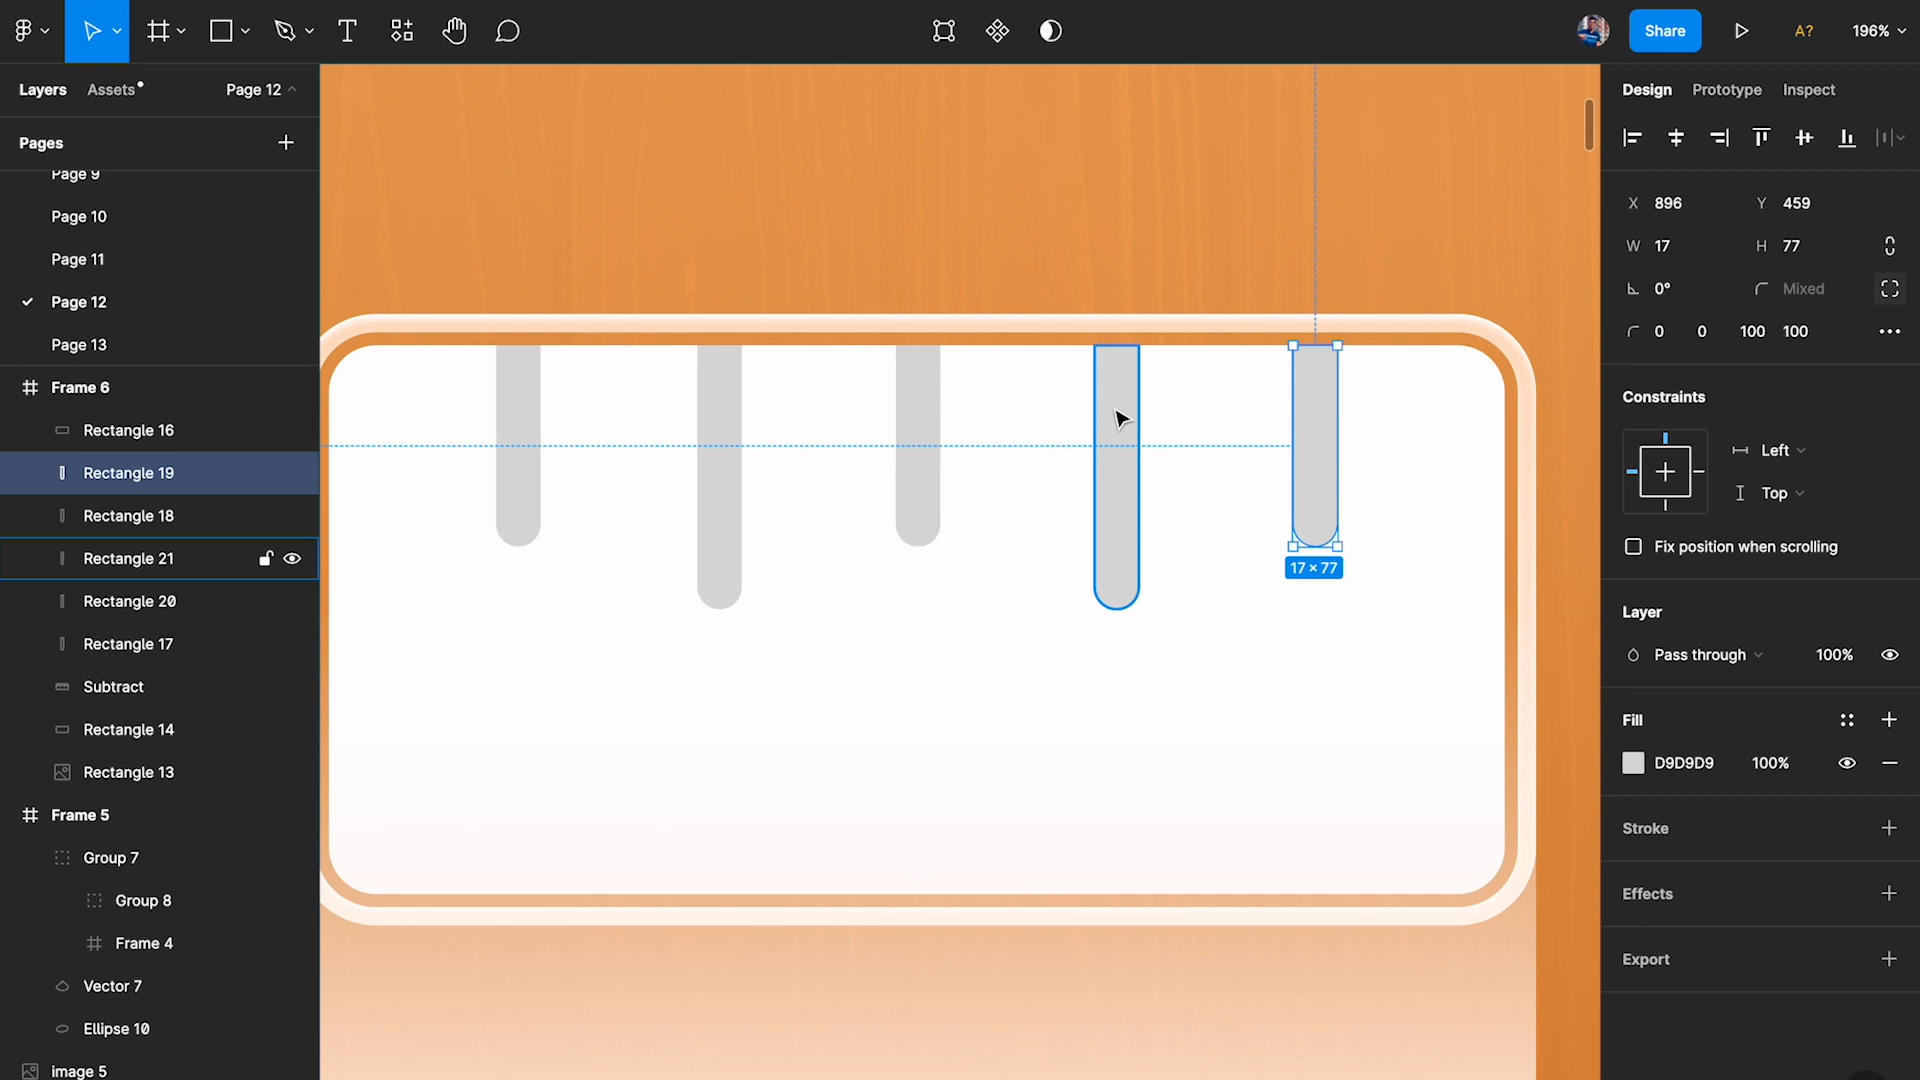 Share
A?
196%
Layers
Assets
Page 12
Pages
Page 9
Page 10
Page 11
Page 12
Page 13
Frame 6
Rectangle 16
Rectangle 19
Rectangle 18
Rectangle 21
Rectangle 20
Rectangle 17
Subtract
Rectangle 14
Rectangle 13
Frame 5
Group 7
Group 8
Frame 4
Vector 7
Ellipse 10
image 5
17 × 77
Design
Prototype
Inspect
X 896
Y 459
W 17
H 77
0°
Mixed
0 0 100 100
Constraints
Left
Top
Fix position when scrolling
Layer
Pass through
100%
Fill
D9D9D9
100%
Stroke
Effects
Export